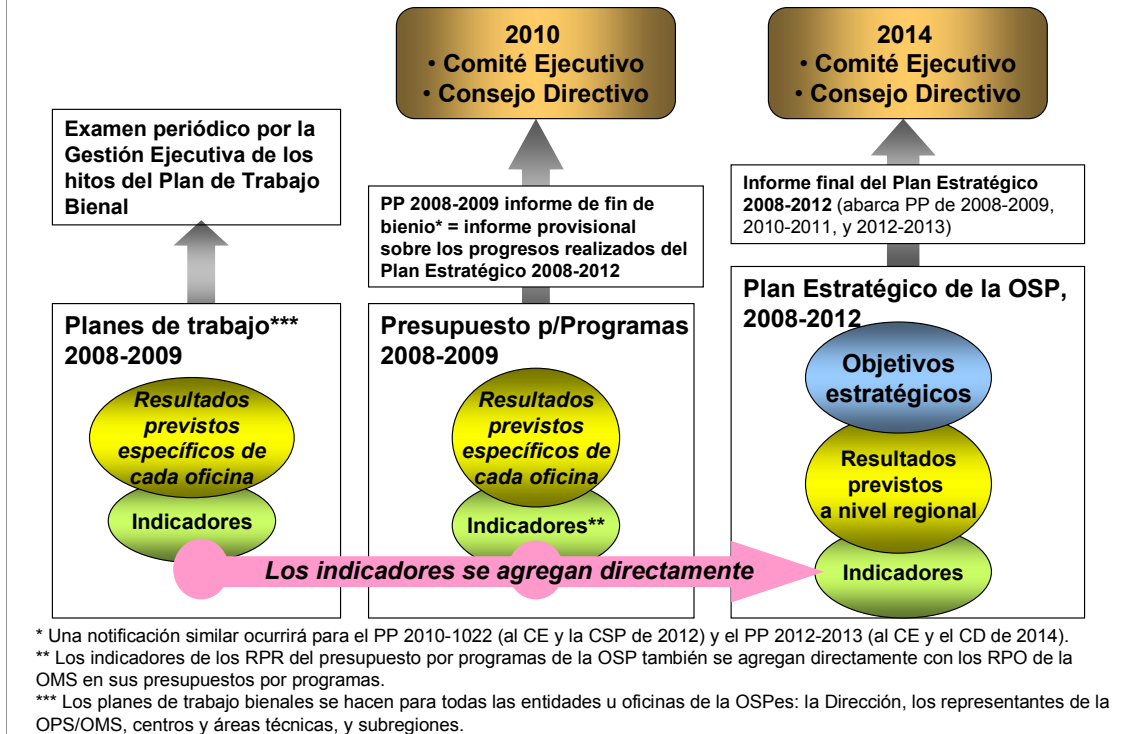 2010
• Comité Ejecutivo
• Consejo Directivo
2014
• Comité Ejecutivo
• Consejo Directivo
Examen periódico por la
Gestión Ejecutiva de los
hitos del Plan de Trabajo
Bienal
PP 2008-2009 informe de fin de
bienio* = informe provisional
sobre los progresos realizados del
Plan Estratégico 2008-2012
Informe final del Plan Estratégico
2008-2012 (abarca PP de 2008-2009,
2010-2011, y 2012-2013)
Planes de trabajo***
2008-2009
Resultados
previstos
específicos de
cada oficina
Indicadores
Presupuesto p/Programas
2008-2009
Resultados
previstos
específicos de
cada oficina
Indicadores**
Plan Estratégico de la OSP,
2008-2012
Objetivos
estratégicos
Resultados
previstos
a nivel regional
Indicadores
Los indicadores se agregan directamente
* Una notificación similar ocurrirá para el PP 2010-1022 (al CE y la CSP de 2012) y el PP 2012-2013 (al CE y el CD de 2014).
** Los indicadores de los RPR del presupuesto por programas de la OSP también se agregan directamente con los RPO de la
OMS en sus presupuestos por programas.
*** Los planes de trabajo bienales se hacen para todas las entidades u oficinas de la OSPes: la Dirección, los representantes de la
OPS/OMS, centros y áreas técnicas, y subregiones.